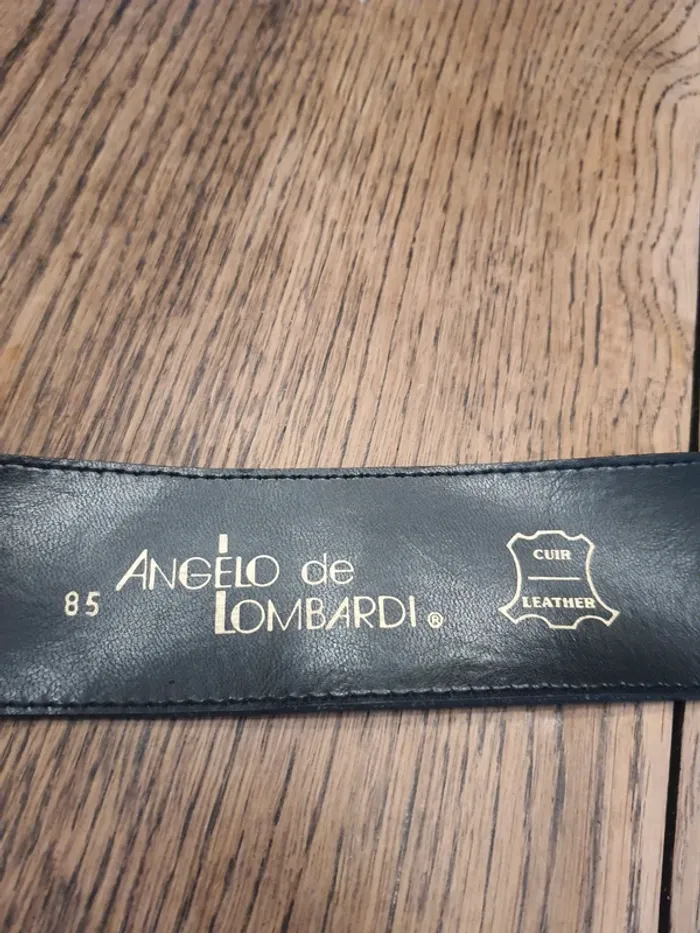 85
ANGELO de
LOMBARDI ®
CUIR
LEATHER